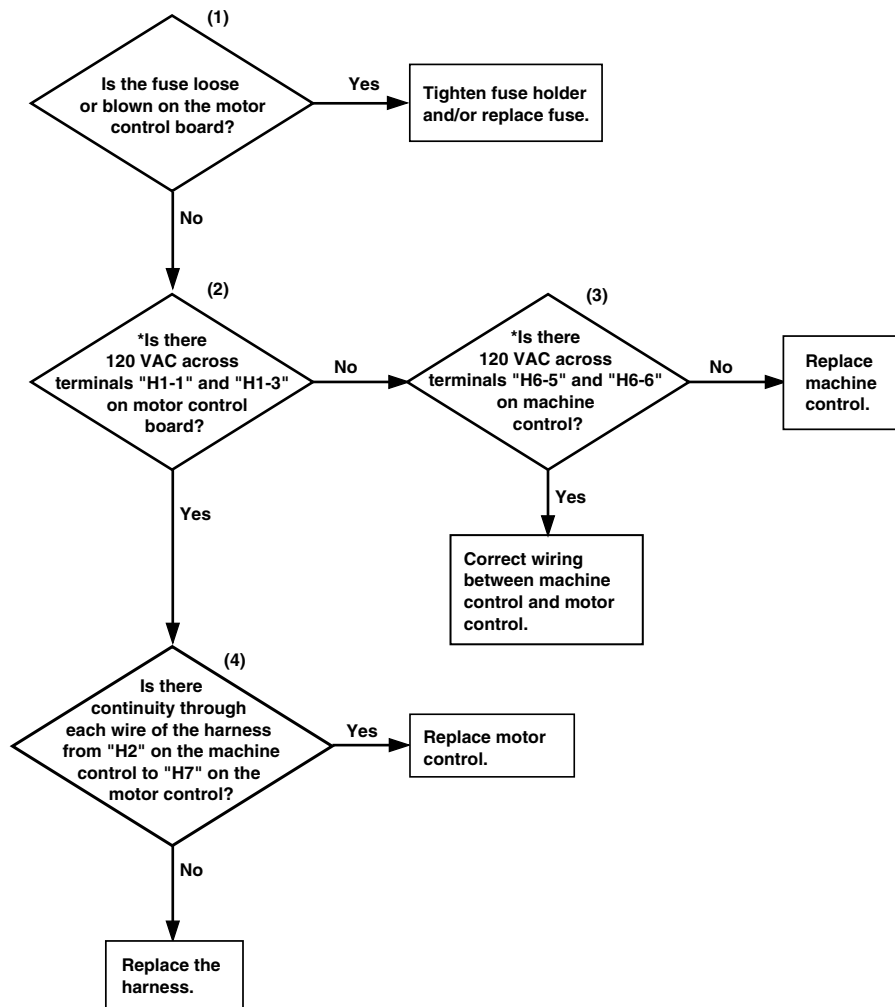 (1)
Is the fuse loose
or blown on the motor
control board?
Yes
Tighten fuse holder
and/or replace fuse.
No
(2)
*Is there
120 VAC across
terminals "H1-1" and "H1-3"
on motor control
board?
No
(3)
*Is there
120 VAC across
terminals "H6-5" and "H6-6"
on machine
control?
No
Replace
machine
control.
Yes
Yes
Correct wiring
between machine
control and motor
control.
(4)
Is there
continuity through
each wire of the harness
from "H2" on the machine
control to "H7" on the
motor control?
Yes
Replace motor
control.
No
Replace the
harness.